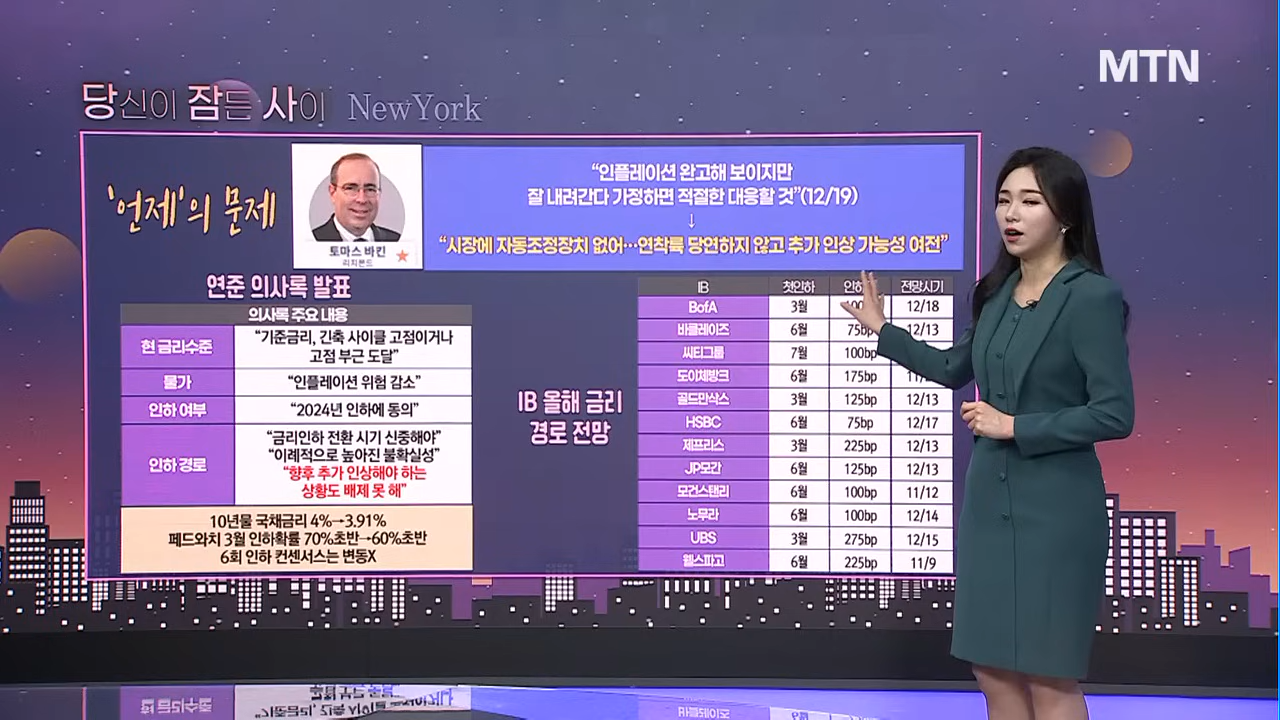 MTN
당신이 잠든 사이 NewYork
'언제'의 문제
토마스 바킨
리치몬드
“인플레이션 완고해 보이지만
잘 내려간다 가정하면 적절한 대응할 것”(12/19)
↓
“시장에 자동조정장치 없어…연착륙 당연하지 않고 추가 인상 가능성 여전”
연준 의사록 발표
의사록 주요 내용
현 금리수준 “기준금리, 긴축 사이클 고점이거나
고점 부근 도달”
물가 “인플레이션 위험 감소”
인하 여부 “2024년 인하에 동의”
인하 경로 “금리인하 전환 시기 신중해야”
“이례적으로 높아진 불확실성”
“향후 추가 인상해야 하는
상황도 배제 못 해”
10년물 국채금리 4%→3.91%
페드와치 3월 인하확률 70%초반→60%초반
6회 인하 컨센서스는 변동X
IB 올해 금리
경로 전망
IB 첫인하 전망시기
BofA 3월 12/18
바클레이즈 6월 75bp 12/13
씨티그룹 7월 100bp
도이체방크 6월 175bp
골드만삭스 3월 125bp 12/13
HSBC 6월 75bp 12/17
제프리스 3월 225bp 12/13
JP모간 6월 125bp 12/13
모건스탠리 6월 100bp 11/12
노무라 6월 100bp 12/14
UBS 3월 275bp 12/15
웰스파고 6월 225bp 11/9